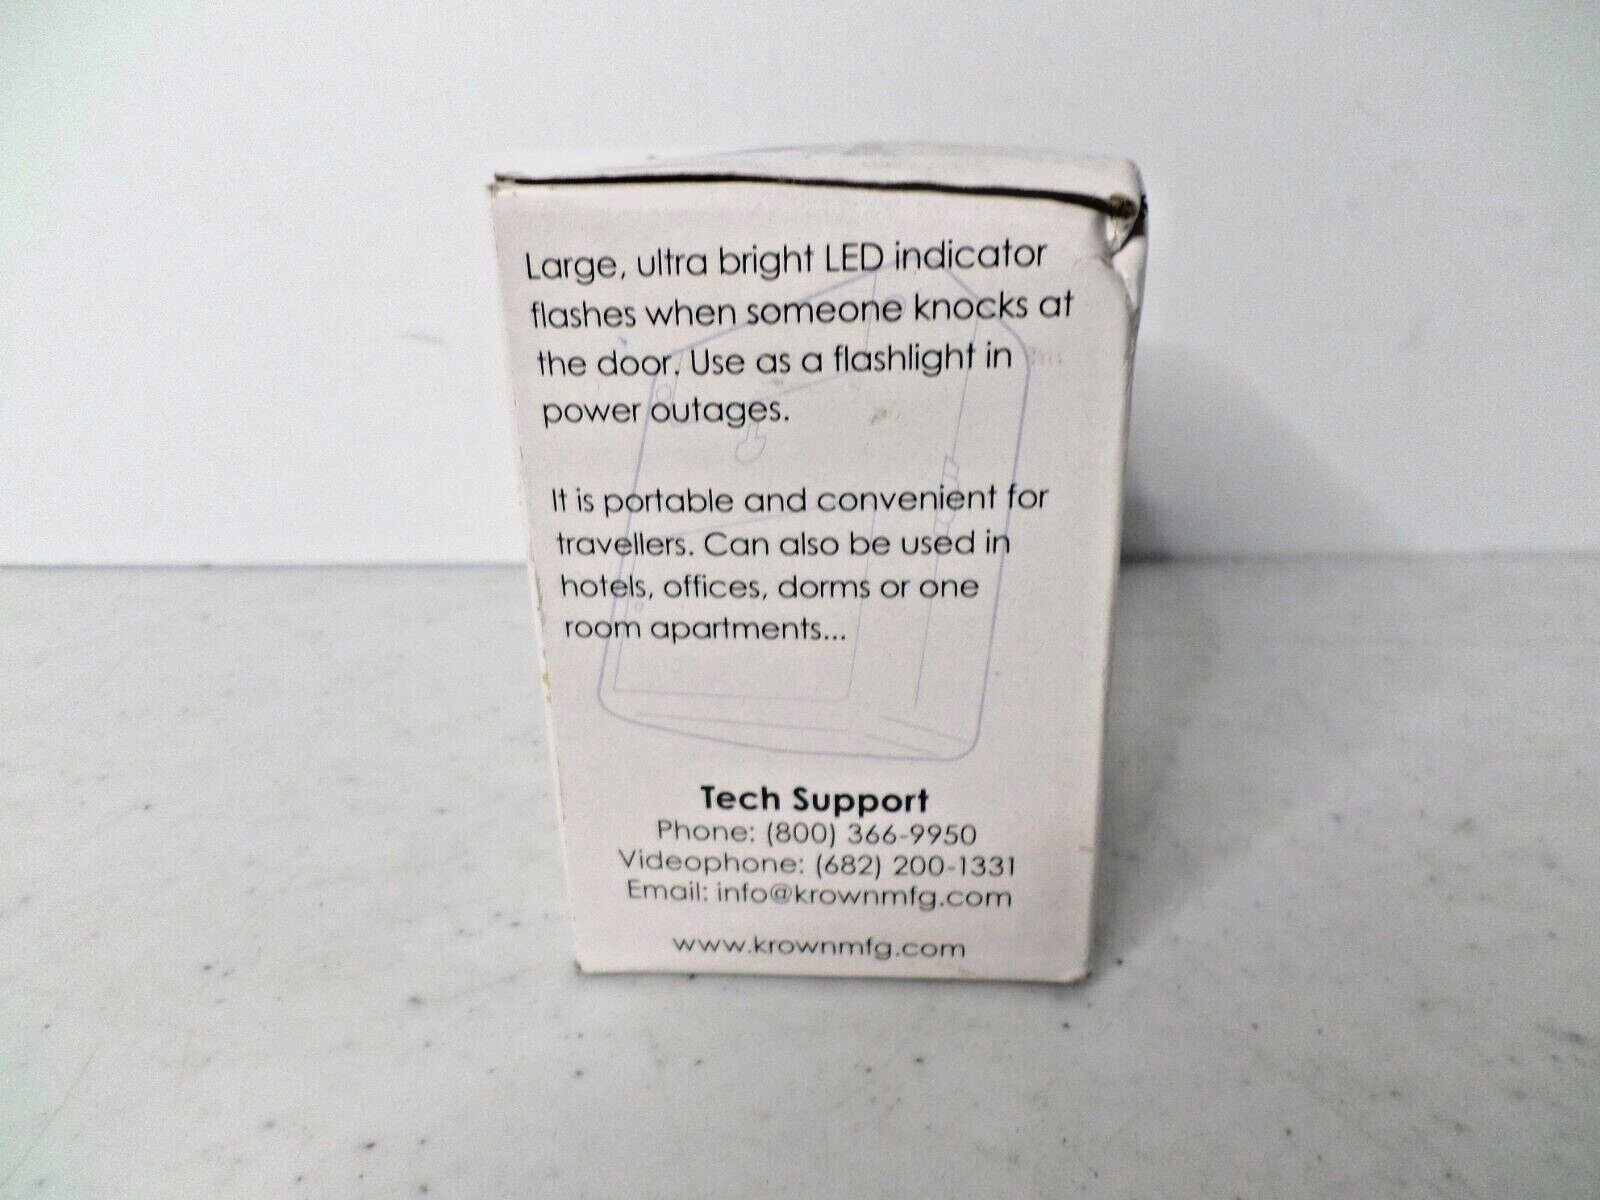 Large, ultra bright LED indicator
flashes when someone knocks at
the door. Use as a flashlight in
power outages.
It is portable and convenient for
travellers. Can also be used in
hotels, offices, dorms or one
room apartments...
Tech Support
Phone: (800) 366-9950
Videophone: (682) 200-1331
Email: info@krownmfg.com
www.krownmfg.com